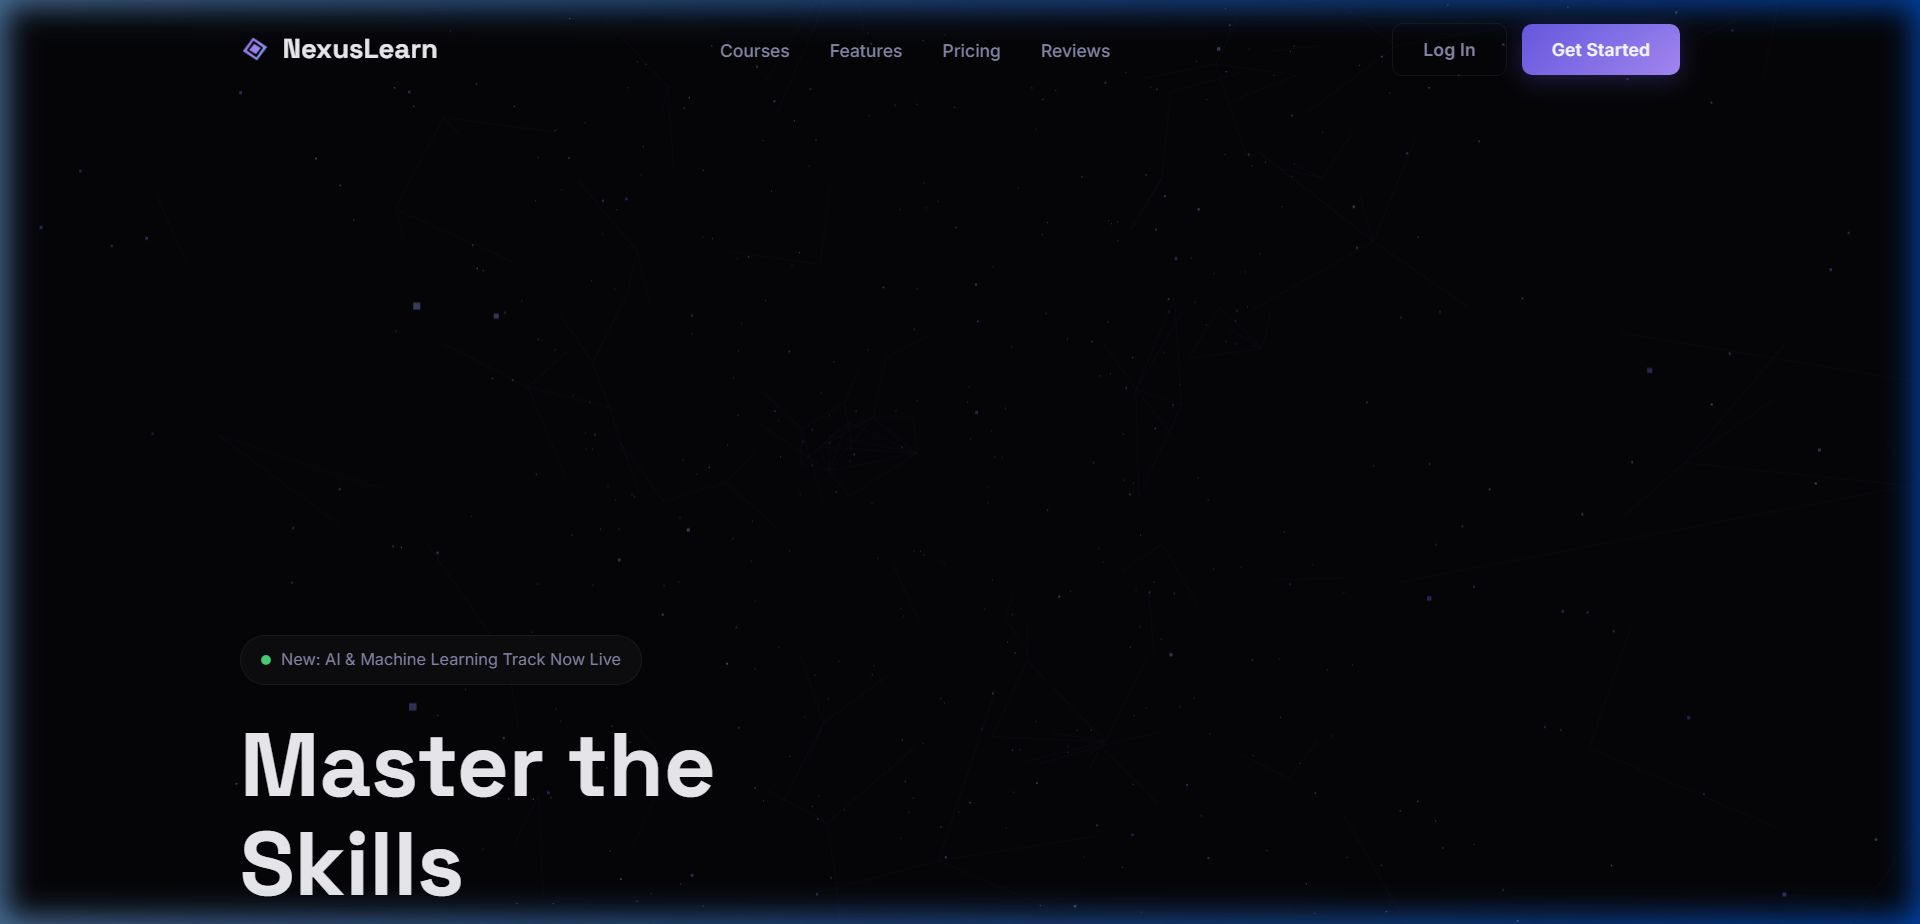 NexusLearn
Courses
Features
Pricing
Reviews
Log In
Get Started
New: AI & Machine Learning Track Now Live
Master the
Skills